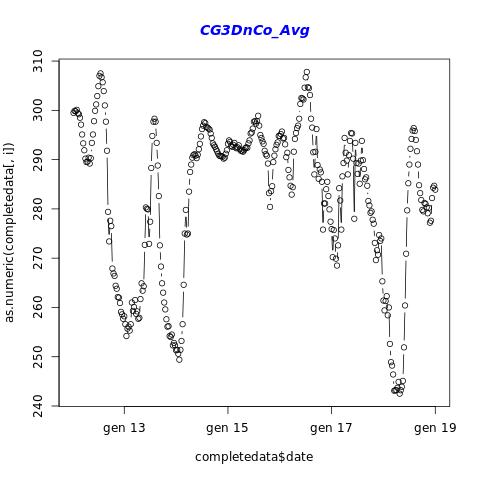 CG3DnCo_Avg
as.numeric(completedata[, i])
310
300
290
280
270
260
250
240
gen 13
gen 15
gen 17
gen 19
completedata$date